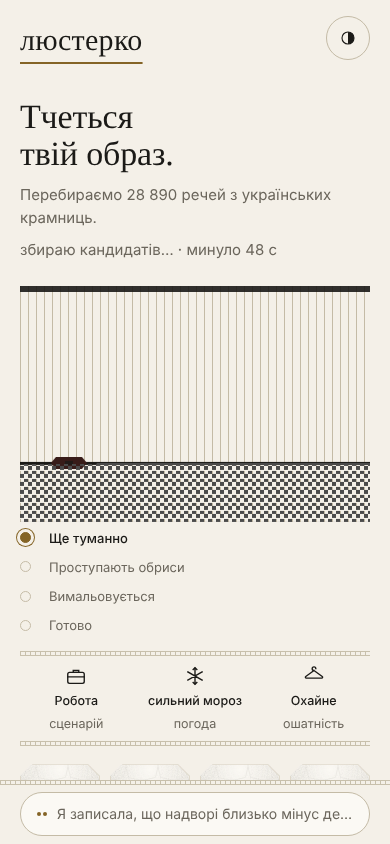 люстерко
Тчеться
твій образ.
Перебираємо 28 890 речей з українських
крамниць.
збираю кандидатів... · минуло 48 с
Ще туманно
Проступають обриси
Вимальовується
Готово
Робота
сильний мороз
Охайне
сценарій
погода
ошатність
Я записала, що надворі близько мінус де...